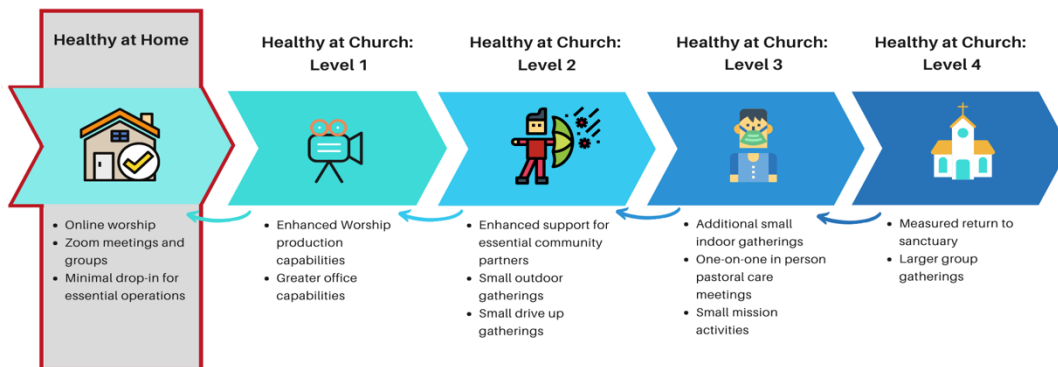 Healthy at Home
• Online worship
• Zoom meetings and
groups
• Minimal drop-in for
essential operations
Healthy at Church:
Level 1
• Enhanced Worship
production
capabilities
• Greater office
capabilities
Healthy at Church:
Level 2
• Enhanced support for
essential community
partners
• Small outdoor
gatherings
• Small drive up
gatherings
Healthy at Church:
Level 3
• Additional small
indoor gatherings
• One-on-one in person
pastoral care
meetings
• Small mission
activities
Healthy at Church:
Level 4
• Measured return to
sanctuary
• Larger group
gatherings